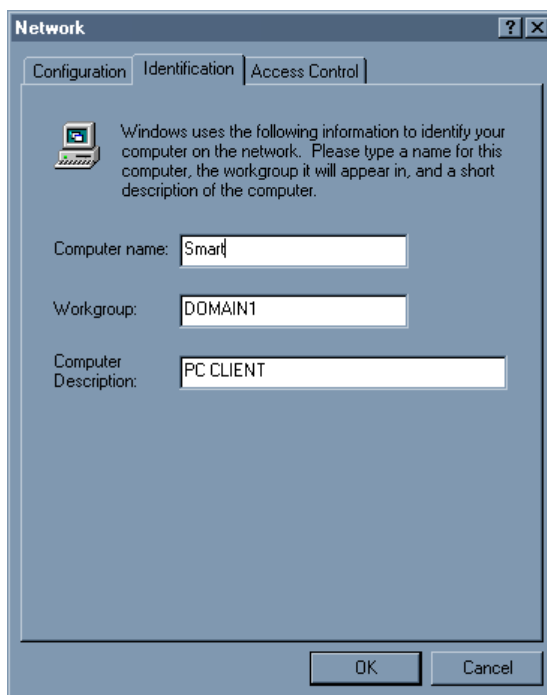 Network
Configuration Identification Access Control
Windows uses the following information to identify your
computer on the network. Please type a name for this
computer, the workgroup it will appear in, and a short
description of the computer.
Computer name: Smart
Workgroup: DOMAIN1
Computer
Description: PC CLIENT
OK Cancel